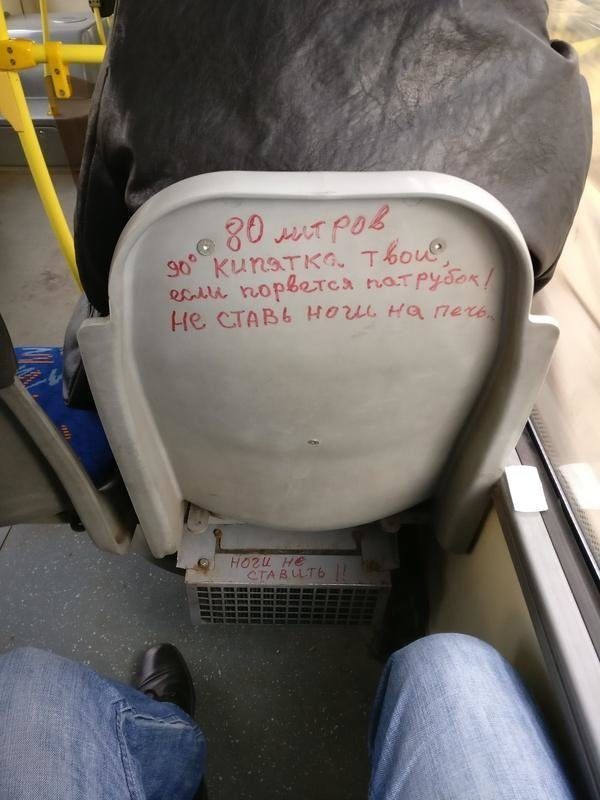 80 литров
90° кипятка твои,
если порвется патрубок!
Не ставь ноги на печь..
НОГИ НЕ
СТАВИТЬ!!